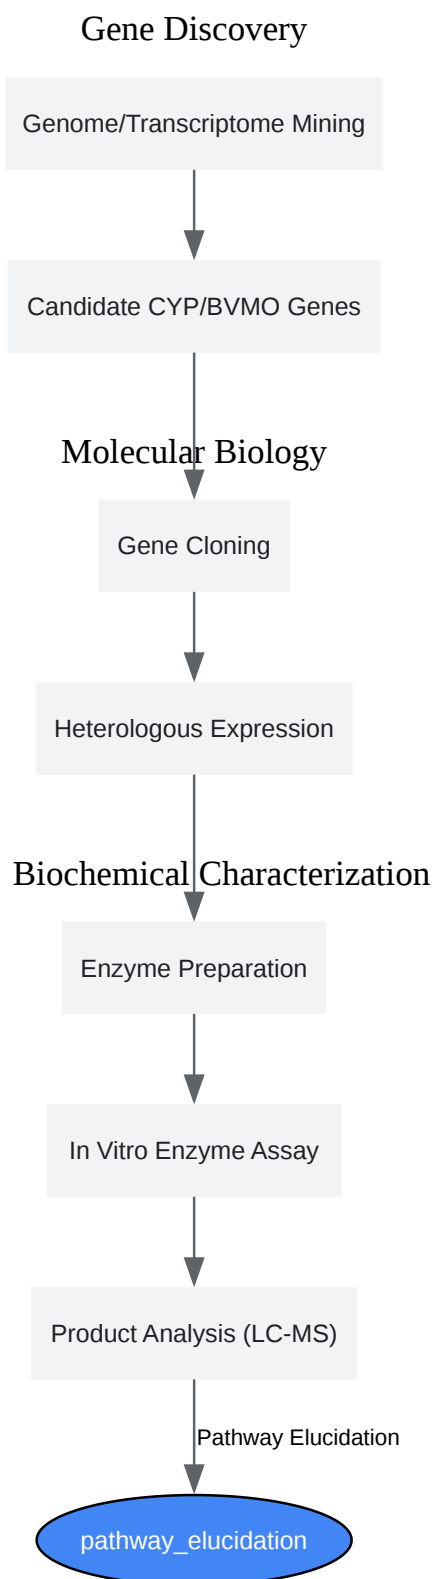 Gene Discovery
Genome/Transcriptome Mining
Candidate CYP/BVMO Genes
Molecular Biology
Gene Cloning
Heterologous Expression
Biochemical Characterization
Enzyme Preparation
In Vitro Enzyme Assay
Product Analysis (LC-MS)
Pathway Elucidation
pathway_elucidation